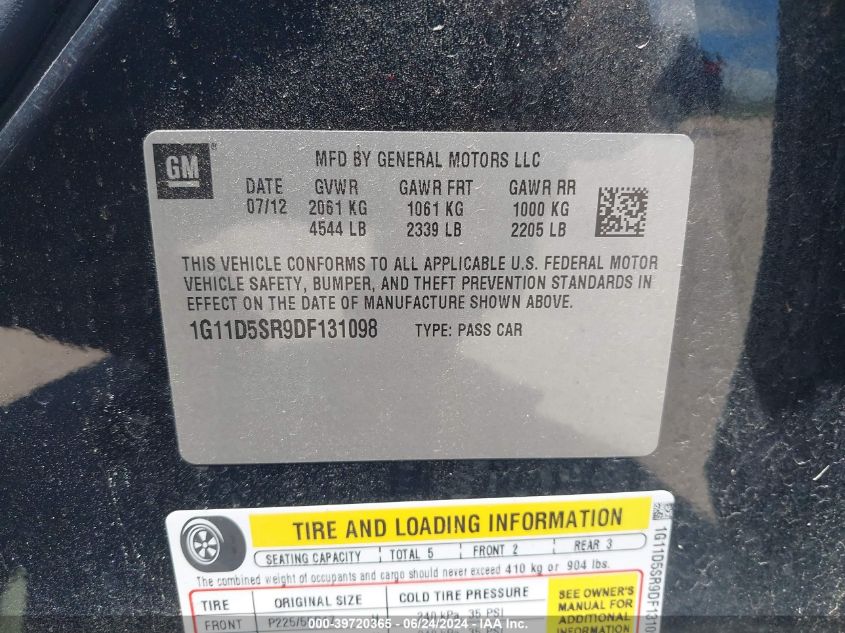 GM ®
MFD BY GENERAL MOTORS LLC
DATE GVWR GAWR FRT GAWR RR
07/12 2061 KG 1061 KG 1000 KG
4544 LB 2339 LB 2205 LB
THIS VEHICLE CONFORMS TO ALL APPLICABLE U.S. FEDERAL MOTOR
VEHICLE SAFETY, BUMPER, AND THEFT PREVENTION STANDARDS IN
EFFECT ON THE DATE OF MANUFACTURE SHOWN ABOVE.
1G11D5SR9DF131098 TYPE: PASS CAR
TIRE AND LOADING INFORMATION
SEATING CAPACITY TOTAL 5 FRONT 2 REAR 3
The combined weight of occupants and cargo should never exceed 410 kg or 904 lbs.
TIRE ORIGINAL SIZE COLD TIRE PRESSURE
FRONT 35 PSI
SEE OWNER'S
MANUAL FOR
ADDITIONAL
INFORMATION
1G11D5SR9DF1310
000-39720365 - 06/24/2024 - IAAI.com